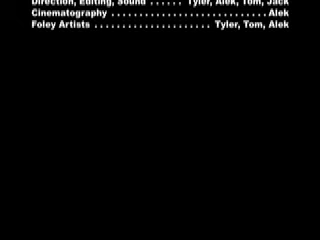 Direction, Editing, Sound . . . . . . Tyler, Alek, Tom, Jack
Cinematography . . . . . . . . . . . . . . . . . . . . . . . . . . . Alek
Foley Artists . . . . . . . . . . . . . . . . . . . . Tyler, Tom, Alek